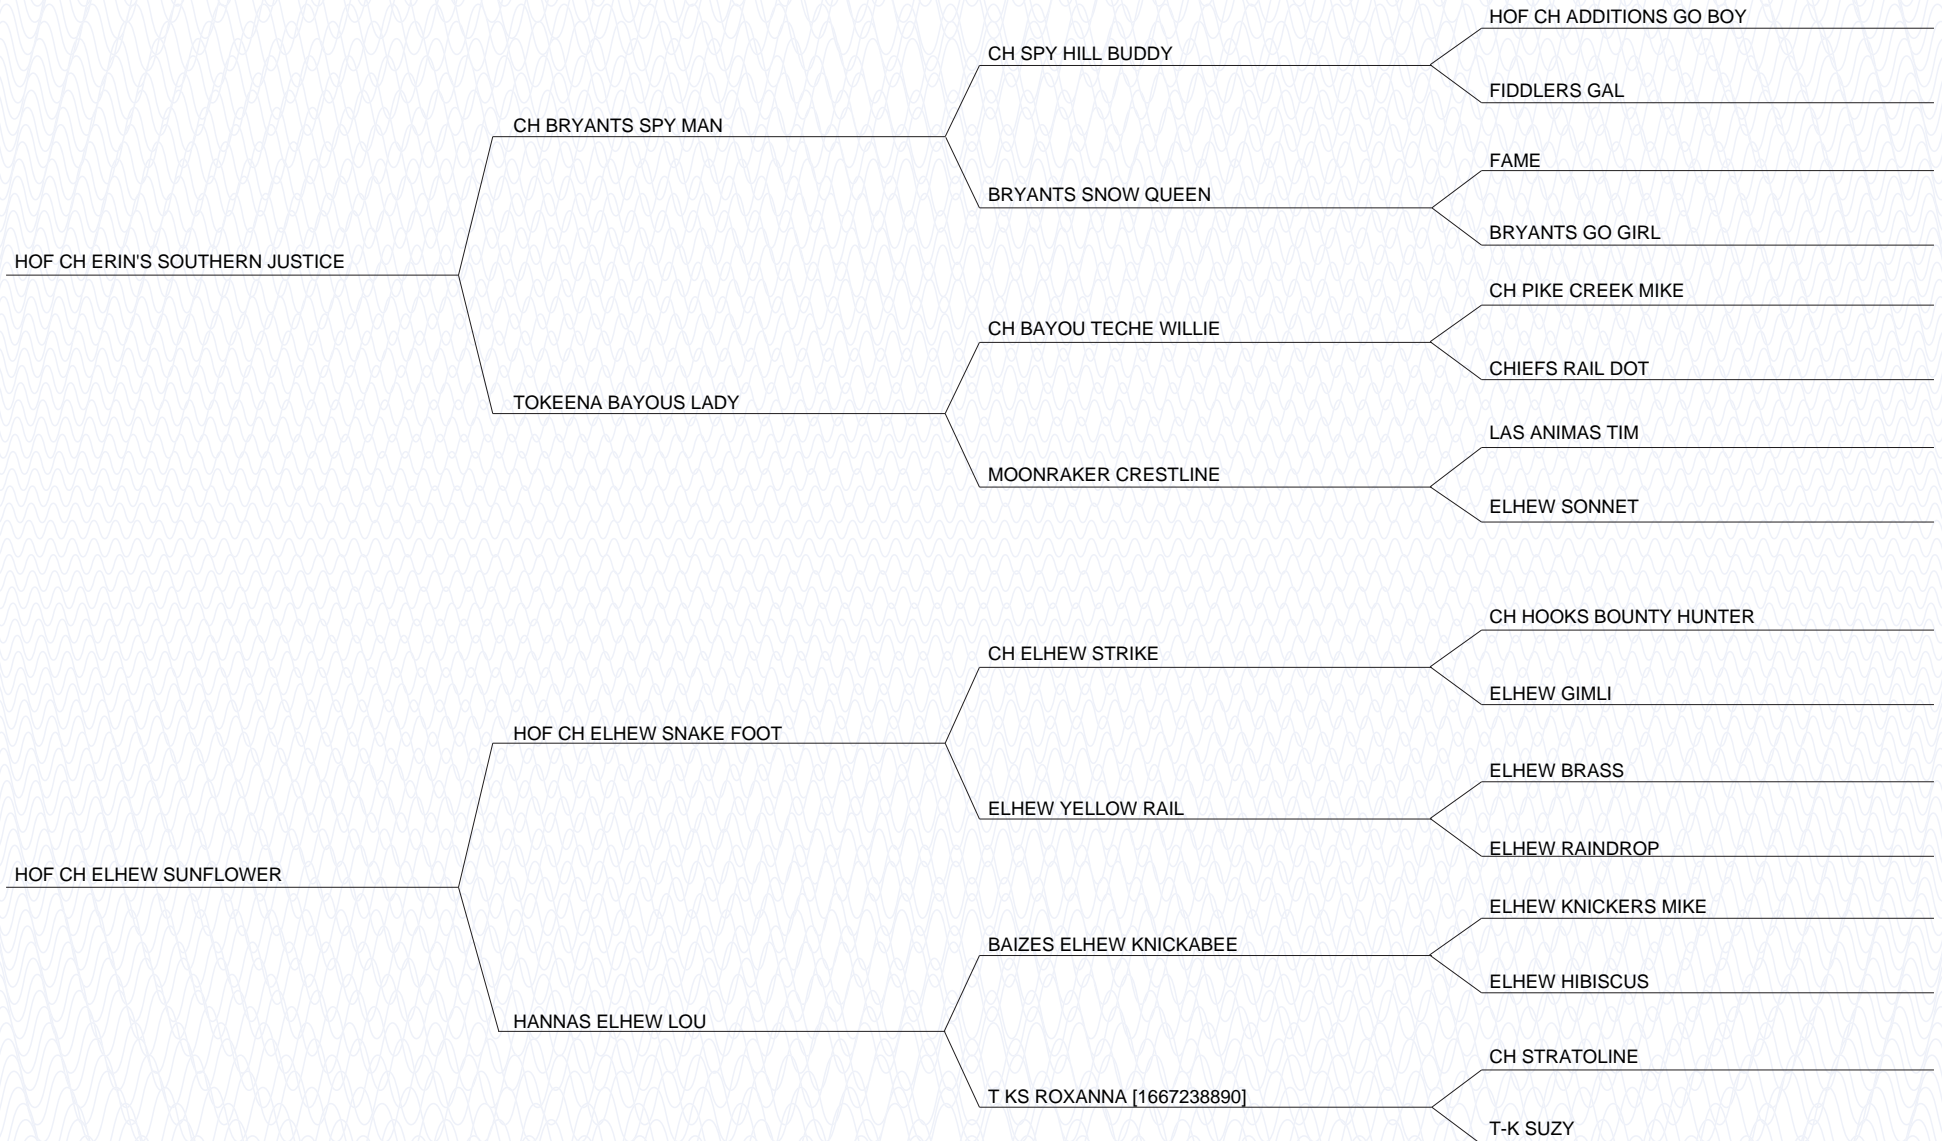 HOF CH ADDITIONS GO BOY
CH SPY HILL BUDDY
FIDDLERS GAL
CH BRYANTS SPY MAN
FAME
BRYANTS SNOW QUEEN
BRYANTS GO GIRL
HOF CH ERIN'S SOUTHERN JUSTICE
CH PIKE CREEK MIKE
CH BAYOU TECHE WILLIE
CHIEFS RAIL DOT
TOKEENA BAYOUS LADY
LAS ANIMAS TIM
MOONRAKER CRESTLINE
ELHEW SONNET
CH HOOKS BOUNTY HUNTER
CH ELHEW STRIKE
ELHEW GIMLI
HOF CH ELHEW SNAKE FOOT
ELHEW BRASS
ELHEW YELLOW RAIL
ELHEW RAINDROP
HOF CH ELHEW SUNFLOWER
ELHEW KNICKERS MIKE
BAIZES ELHEW KNICKABEE
ELHEW HIBISCUS
HANNAS ELHEW LOU
CH STRATOLINE
T KS ROXANNA [1667238890]
T-K SUZY